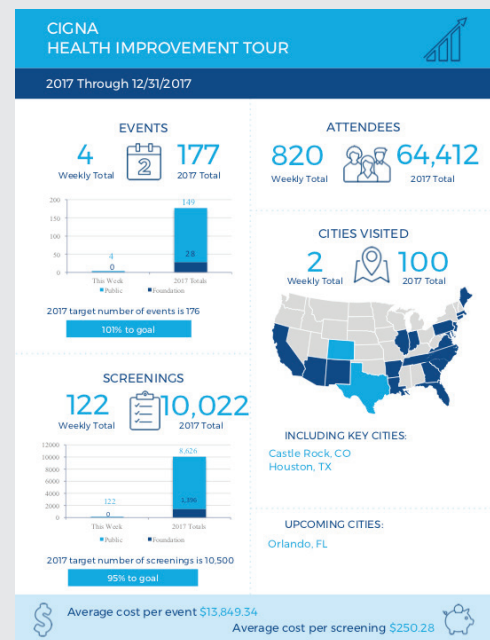 CIGNA
HEALTH IMPROVEMENT TOUR
2017 Through 12/31/2017
EVENTS
4
Weekly Total
2
177
2017 Total
200
150
100
50
0
4
0
149
28
This Week
2017 Totals
Public
Foundation
2017 target number of events is 176
101% to goal
SCREENINGS
122
Weekly Total
10,022
2017 Total
12000
10000
8000
6000
4000
2000
0
122
0
8,626
1,396
This Week
2017 Totals
Public
Foundation
2017 target number of screenings is 10,500
95% to goal
ATTENDEES
820
Weekly Total
64,412
2017 Total
CITIES VISITED
2
Weekly Total
100
2017 Total
INCLUDING KEY CITIES:
Castle Rock, CO
Houston, TX
UPCOMING CITIES:
Orlando, FL
Average cost per event $13,849.34
Average cost per screening $250.28